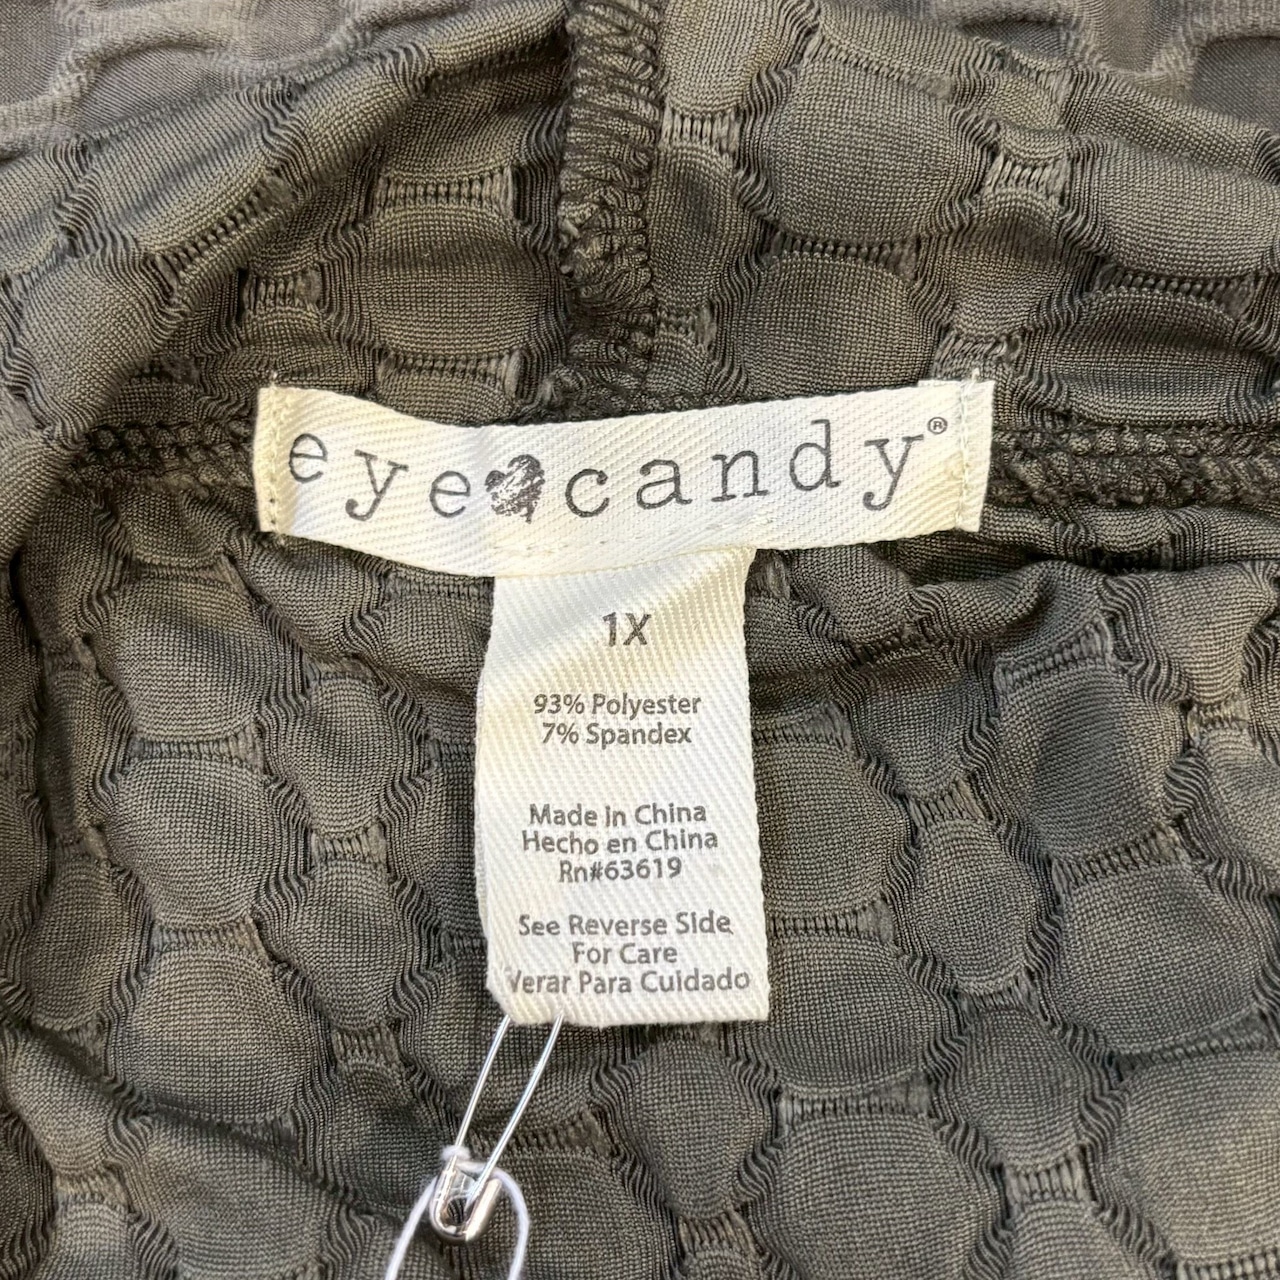 eye candy®
1X
93% Polyester
7% Spandex
Made in China
Hecho en China
Rn#63619
See Reverse Side
For Care
Verar Para Cuidado